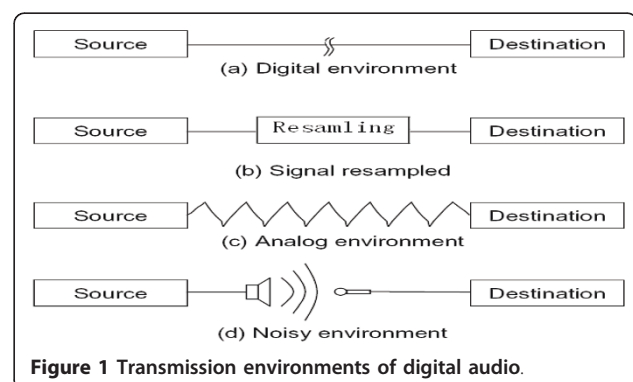 Source Destination
(a) Digital environment
Source Resamling Destination
(b) Signal resampled
Source Destination
(c) Analog environment
Source Destination
(d) Noisy environment
Figure 1 Transmission environments of digital audio.